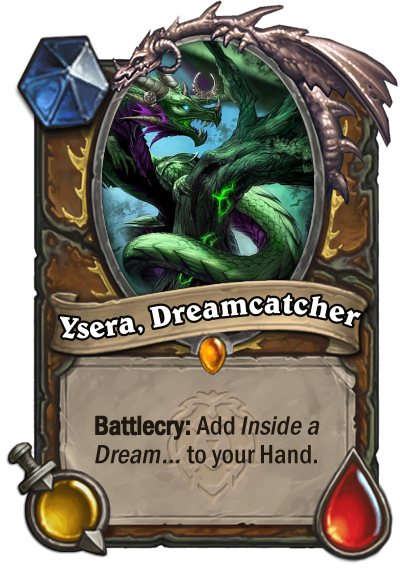 Ysera, Dreamcatcher
Battlecry: Add Inside a
Dream... to your Hand.